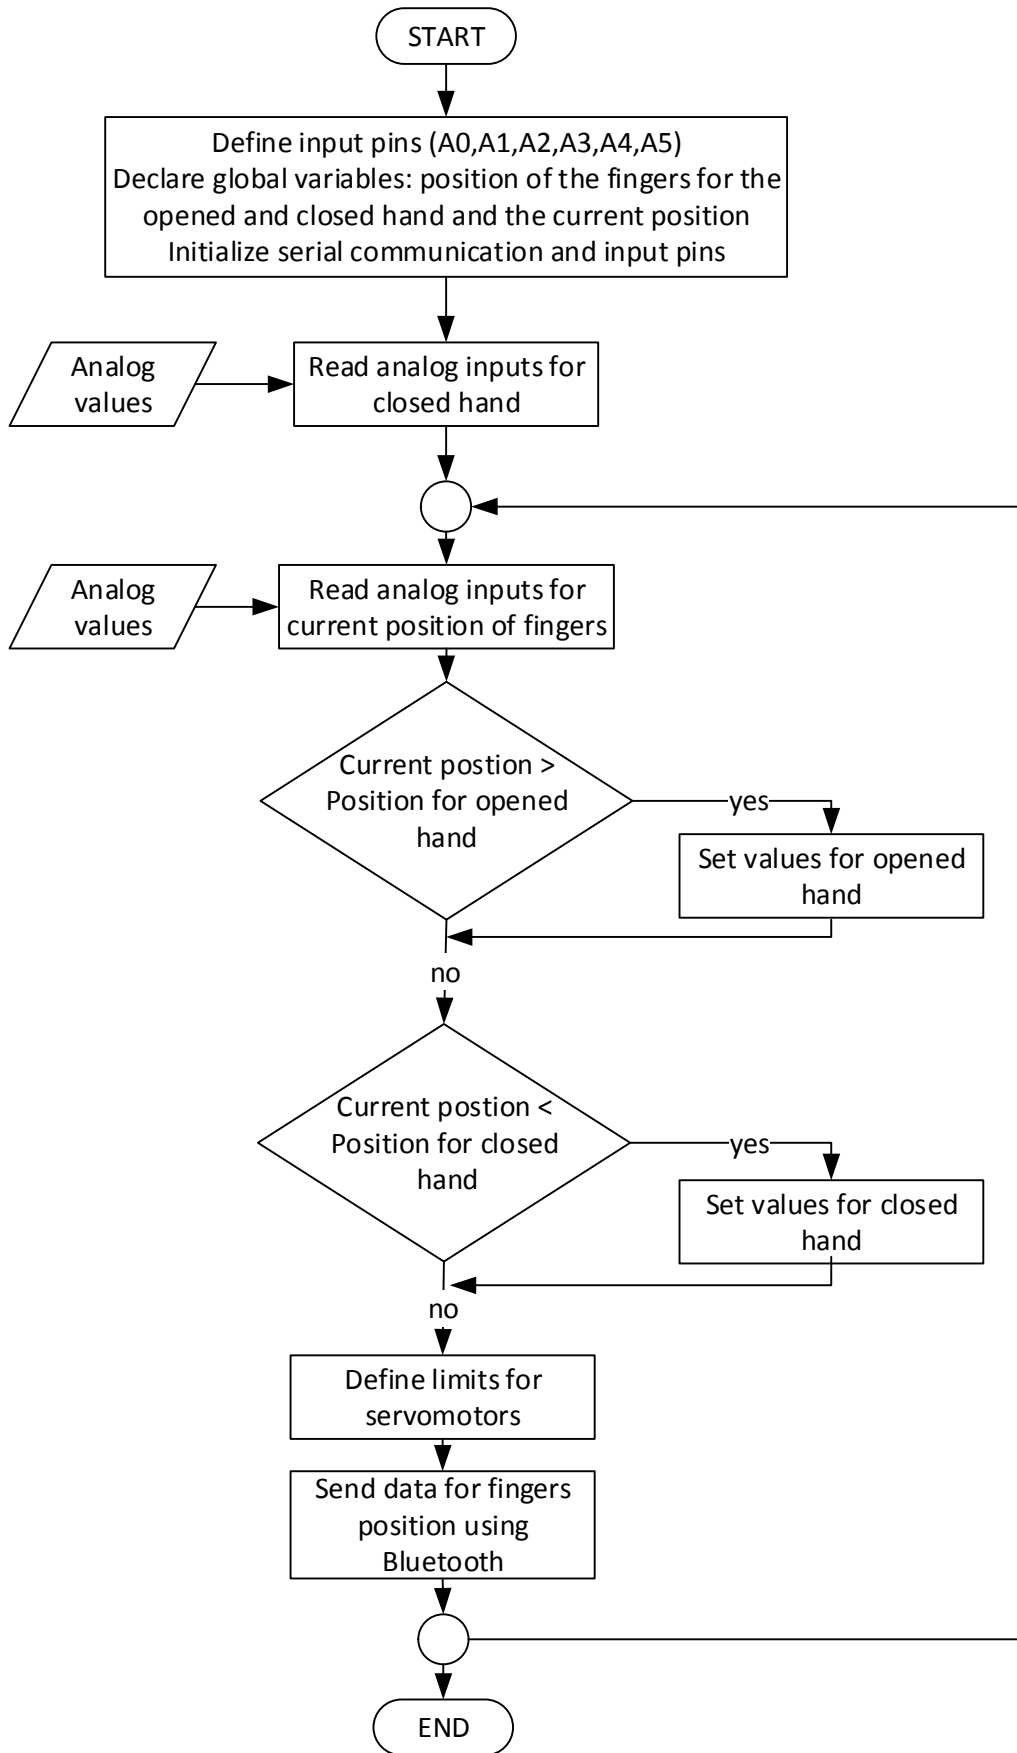 START
Define input pins (A0,A1,A2,A3,A4,A5)
Declare global variables: position of the fingers for the
opened and closed hand and the current position
Initialize serial communication and input pins
Analog
values
Read analog inputs for
closed hand
Analog
values
Read analog inputs for
current position of fingers
Current postion >
Position for opened
hand
yes
Set values for opened
hand
no
Current postion <
Position for closed
hand
yes
Set values for closed
hand
no
Define limits for
servomotors
Send data for fingers
position using
Bluetooth
END